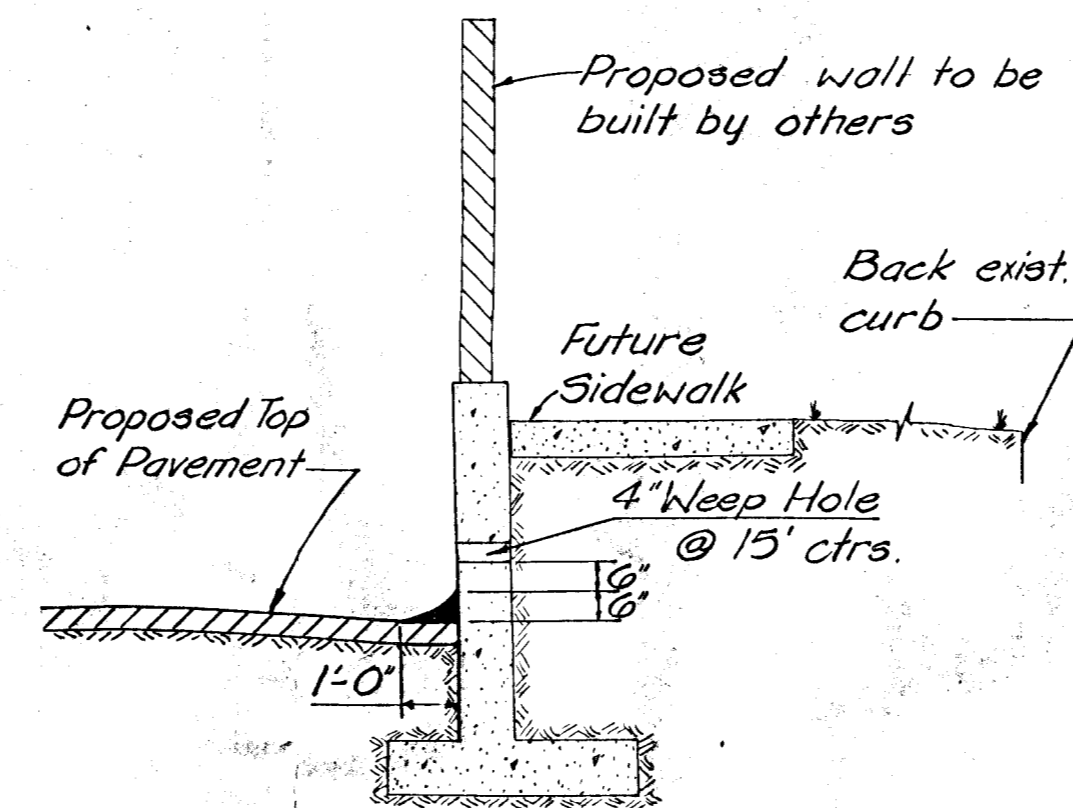 Proposed wall to be
built by others
Back exist.
curb
Future
Sidewalk
Proposed Top
of Pavement
4" Weep Hole
@ 15' ctrs.
6"
6"
1'-0"